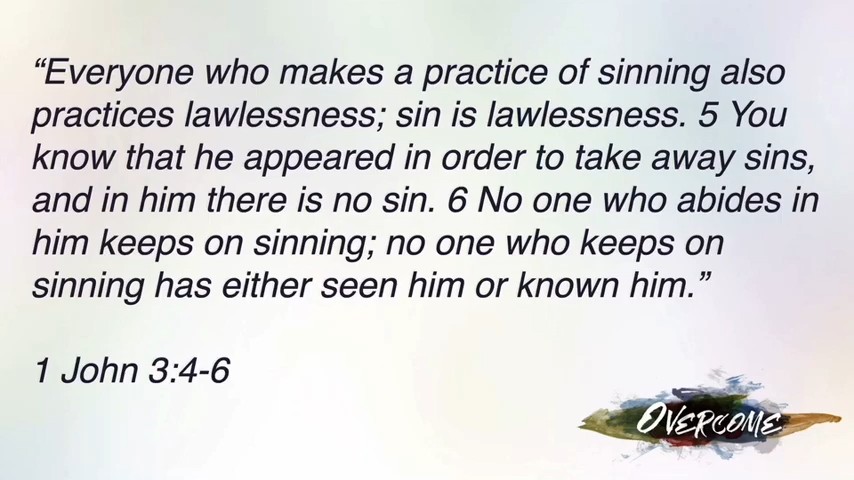 “Everyone who makes a practice of sinning also
practices lawlessness; sin is lawlessness. 5 You
know that he appeared in order to take away sins,
and in him there is no sin. 6 No one who abides in
him keeps on sinning; no one who keeps on
sinning has either seen him or known him.”
1 John 3:4-6
OVERCOME